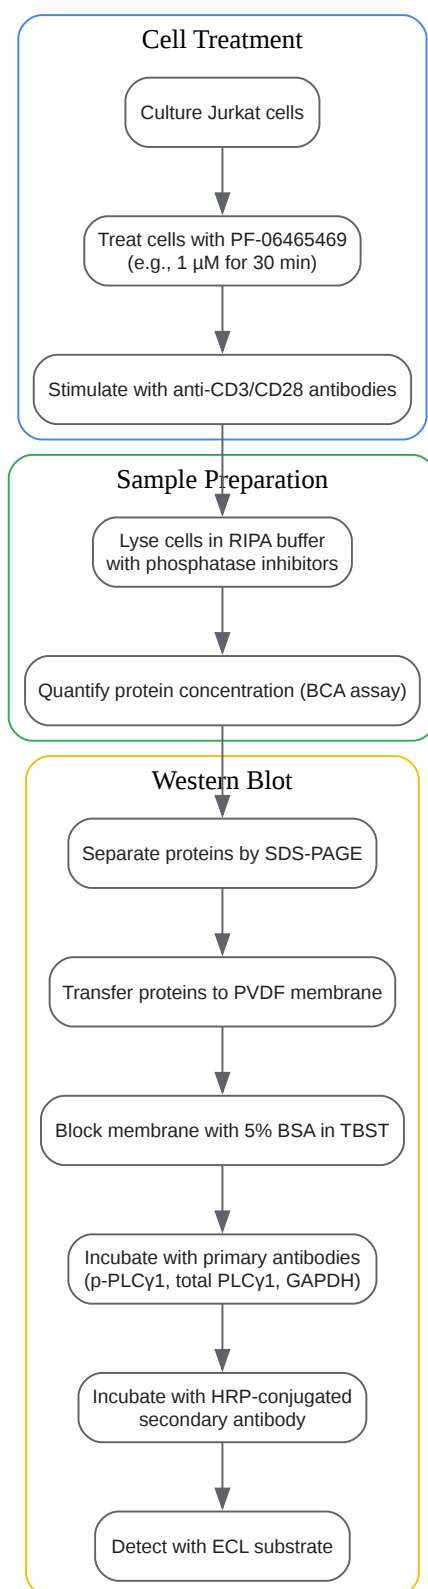 Cell Treatment
Culture Jurkat cells
Treat cells with PF-06465469
(e.g., 1 µM for 30 min)
Stimulate with anti-CD3/CD28 antibodies
Sample Preparation
Lyse cells in RIPA buffer
with phosphatase inhibitors
Quantify protein concentration (BCA assay)
Western Blot
Separate proteins by SDS-PAGE
Transfer proteins to PVDF membrane
Block membrane with 5% BSA in TBST
Incubate with primary antibodies
(p-PLCγ1, total PLCγ1, GAPDH)
Incubate with HRP-conjugated
secondary antibody
Detect with ECL substrate